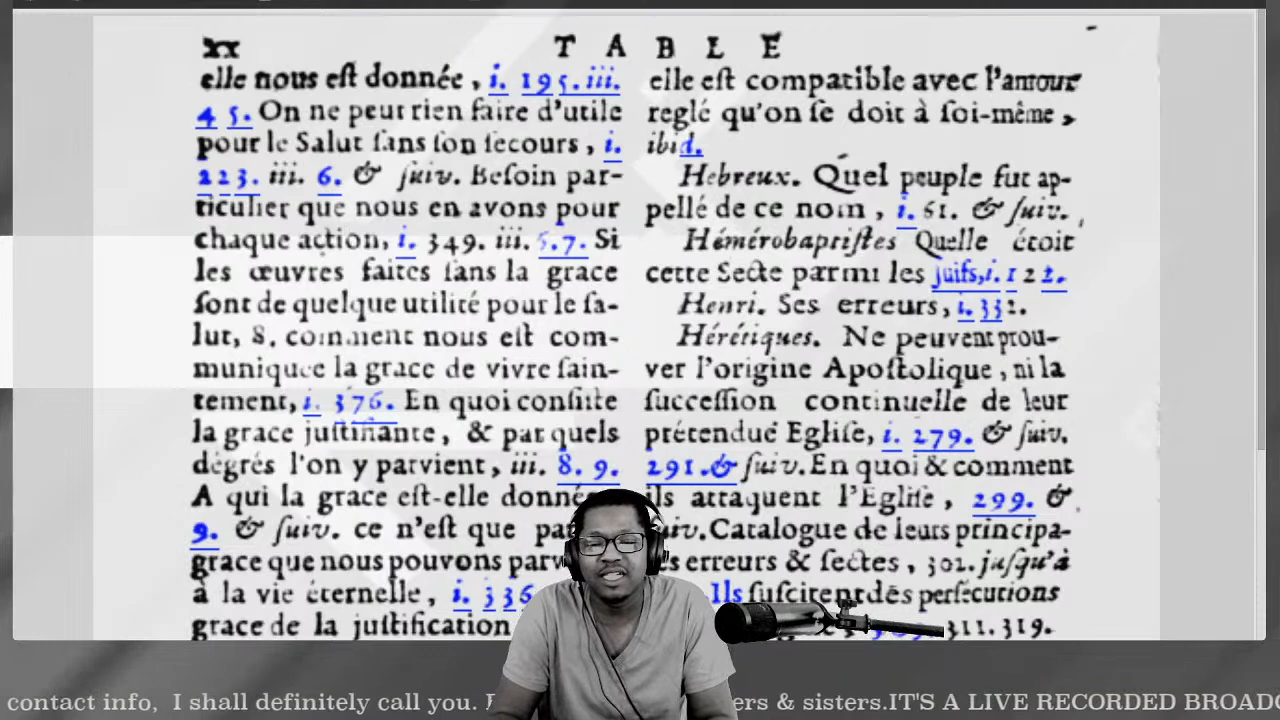 xx
T A B L E
elle nous eſt donnée, i. 195. iii.
45. On ne peut rien faire d'utile
pour le Salut ſans ſon ſecours, i.
223. iii. 6. & ſuiv. Beſoin par-
ticulier que nous en avons pour
chaque action, i. 349. iii. 5.7. Si
les œuvres faites ſans la grace
ſont de quelque utilité pour le ſa-
lut, 8. comment nous eſt com-
muniquée la grace de vivre ſain-
tement, i. 376. En quoi conſiſte
la grace juſtifiante, & par quels
dégrés l'on y parvient, iii. 8. 9.
A qui la grace eſt-elle donnée
9. & ſuiv. ce n'eſt que pa
grace que nous pouvons parv
à la vie éternelle, i. 336
grace de la juſtification
elle eſt compatible avec l'amour
reglé qu'on ſe doit à ſoi-même,
ibid.
Hebreux. Quel peuple fut ap-
pellé de ce nom, i. 61. & ſuiv.
Hémérobaptiſtes Quelle étoit
cette Secte parmi les juifs, i. 122.
Henri. Ses erreurs, i. 332.
Hérétiques. Ne peuvent prou-
ver l'origine Apoſtolique, ni la
ſucceſſion continuelle de leur
prétenduë Egliſe, i. 279. & ſuiv.
291. & ſuiv. En quoi & comment
ils attaquent l'Egliſe, 299. &
ſuiv. Catalogue de leurs principa-
les erreurs & ſectes, 302. juſqu'à
Ils ſuſcitent dès perſécutions
311. 319.
contact info, I shall definitely call you. ers & sisters.IT'S A LIVE RECORDED BROADC